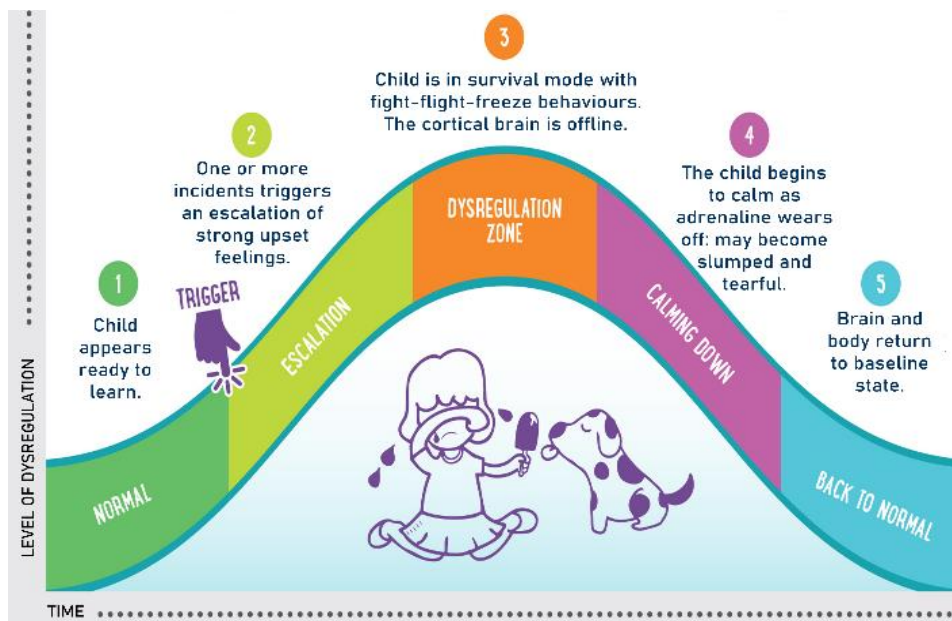 3
Child is in survival mode with
fight-flight-freeze behaviours.
The cortical brain is offline.
2
One or more
incidents triggers
an escalation of
strong upset
feelings.
4
The child begins
to calm as
adrenaline wears
off: may become
slumped and
tearful.
1
Child
appears
ready to
learn.
TRIGGER
5
Brain and
body return
to baseline
state.
NORMAL
ESCALATION
DYSREGULATION
ZONE
CALMING DOWN
BACK TO NORMAL
LEVEL OF DYSREGULATION
TIME